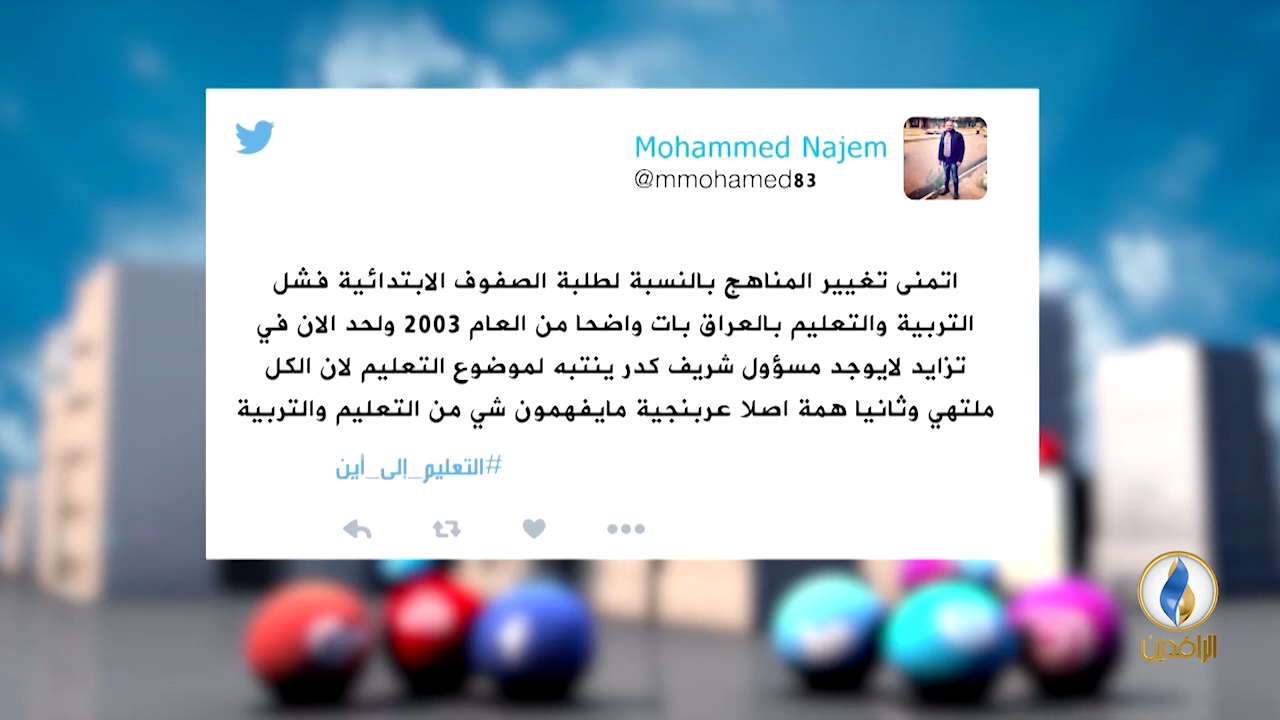 Mohammed Najem
@mmohamed83
اتمنى تغيير المناهج بالنسبة لطلبة الصفوف الابتدائية فشل
التربية والتعليم بالعراق بات واضحا من العام 2003 ولحد الان في
تزايد لايوجد مسؤول شريف كدر ينتبه لموضوع التعليم لان الكل
ملتهي وثانيا همة اصلا عربنجية مايفهمون شي من التعليم والتربية
#التعليم_إلى_أين
الرافدين